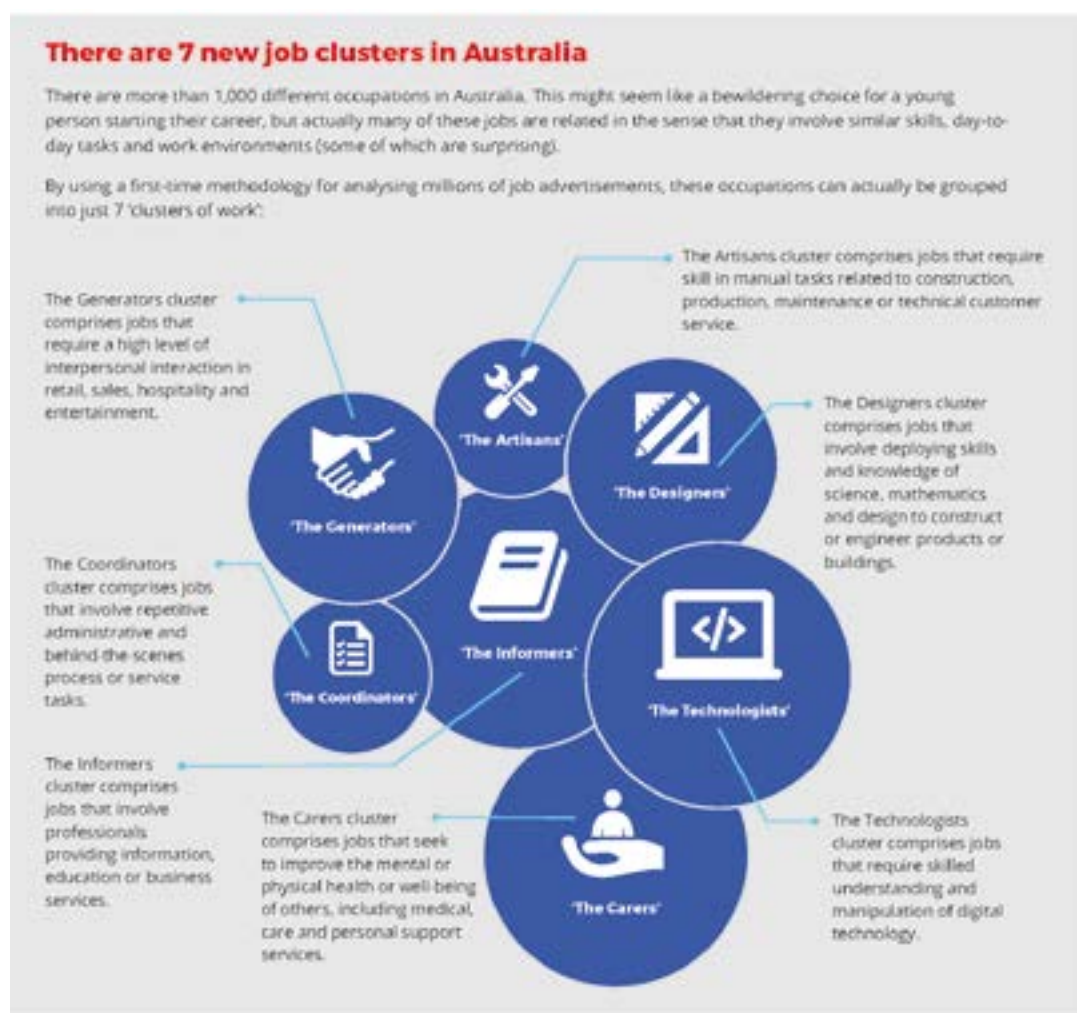 There are 7 new job clusters in Australia
There are more than 1,000 different occupations in Australia. This might seem like a bewildering choice for a young
person starting their career, but actually many of these jobs are related in the sense that they involve similar skills, day-to-
day tasks and work environments (some of which are surprising).
By using a first-time methodology for analysing millions of job advertisements, these occupations can actually be grouped
into just 7 'clusters of work':
The Artisans cluster comprises jobs that require
skill in manual tasks related to construction,
production, maintenance or technical customer
service.
The Generators cluster
comprises jobs that
require a high level of
interpersonal interaction in
retail, sales, hospitality and
entertainment.
'The Artisans'
The Designers cluster
comprises jobs that
involve deploying skills
and knowledge of
science, mathematics
and design to construct
or engineer products or
buildings.
'The Designers'
'The Generators'
The Coordinators
cluster comprises jobs
that involve repetitive
administrative and
behind-the-scenes
process or service
tasks.
'The Informers'
'The Coordinators'
'The Technologists'
</>
The Informers
cluster comprises
jobs that involve
professionals
providing information,
education or business
services.
The Carers cluster
comprises jobs that seek
to improve the mental or
physical health or well-being
of others, including medical,
care and personal support
services.
'The Carers'
The Technologists
cluster comprises jobs
that require skilled
understanding and
manipulation of digital
technology.